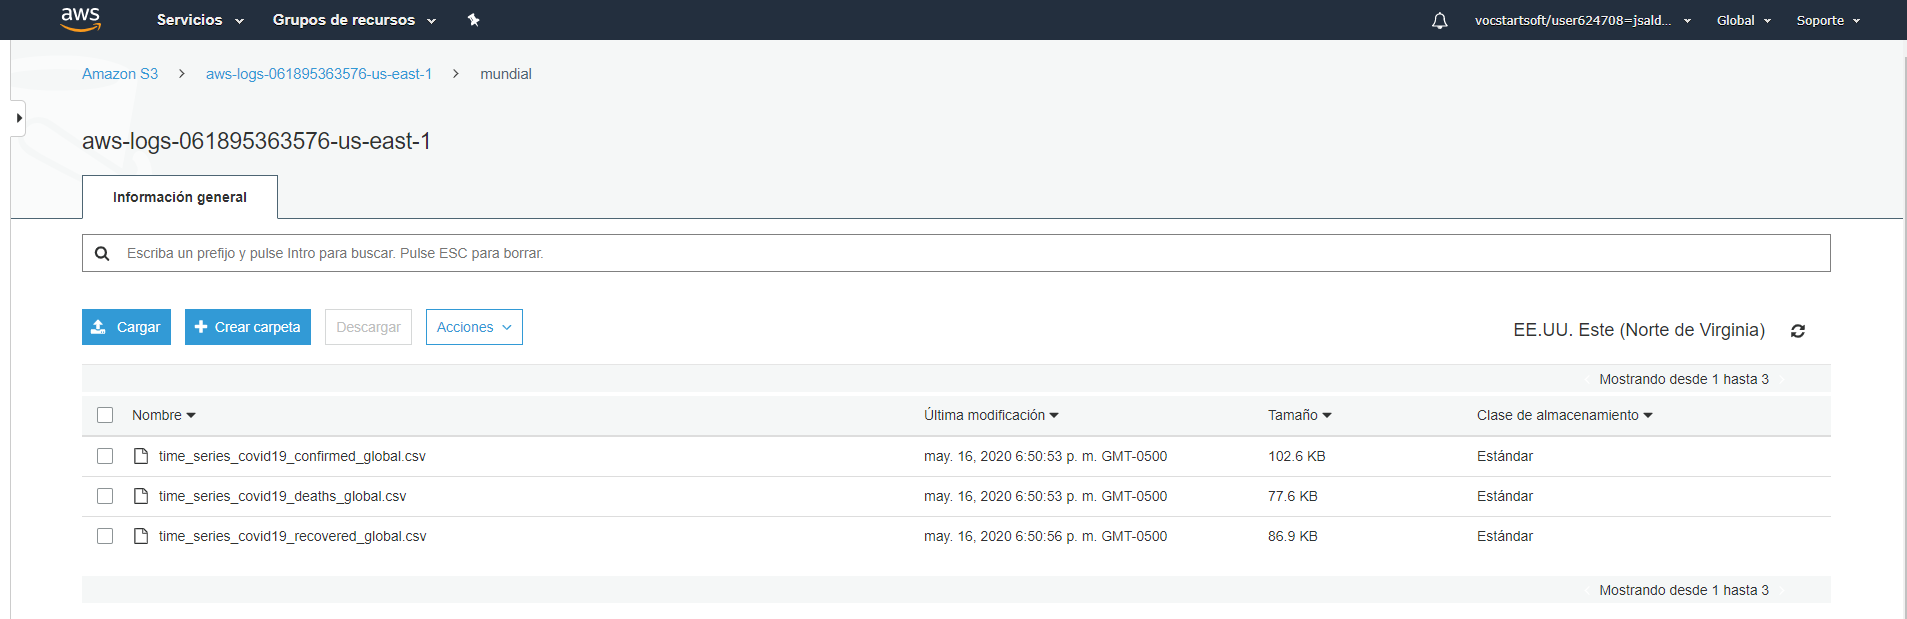 aws Servicios Grupos de recursos vocstartsoft/user624708=jsald... Global Soporte
Amazon S3 > aws-logs-061895363576-us-east-1 > mundial
aws-logs-061895363576-us-east-1
Información general
Escriba un prefijo y pulse Intro para buscar. Pulse ESC para borrar.
Cargar Crear carpeta Descargar Acciones EE.UU. Este (Norte de Virginia)
Mostrando desde 1 hasta 3
Nombre Última modificación Tamaño Clase de almacenamiento
time_series_covid19_confirmed_global.csv may. 16, 2020 6:50:53 p. m. GMT-0500 102.6 KB Estándar
time_series_covid19_deaths_global.csv may. 16, 2020 6:50:53 p. m. GMT-0500 77.6 KB Estándar
time_series_covid19_recovered_global.csv may. 16, 2020 6:50:56 p. m. GMT-0500 86.9 KB Estándar
Mostrando desde 1 hasta 3